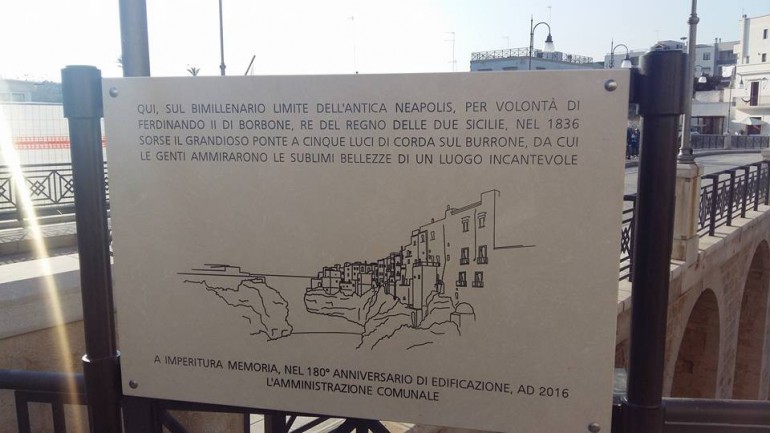 QUI, SUL BIMILLENARIO LIMITE DELL'ANTICA NEAPOLIS, PER VOLONTÀ DI
FERDINANDO II DI BORBONE, RE DEL REGNO DELLE DUE SICILIE, NEL 1836
SORSE IL GRANDIOSO PONTE A CINQUE LUCI DI CORDA SUL BURRONE, DA CUI
LE GENTI AMMIRARONO LE SUBLIMI BELLEZZE DI UN LUOGO INCANTEVOLE
A IMPERITURA MEMORIA, NEL 180° ANNIVERSARIO DI EDIFICAZIONE, AD 2016
L'AMMINISTRAZIONE COMUNALE